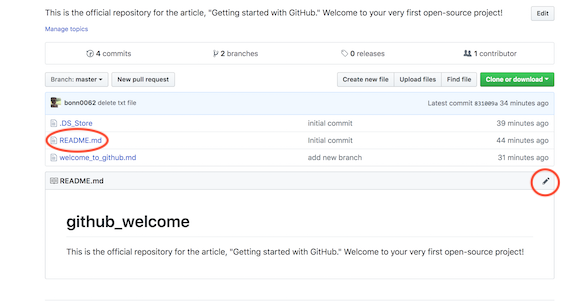 This is the official repository for the article, "Getting started with GitHub." Welcome to your very first open-source project!
Edit
Manage topics
4 commits 2 branches 0 releases 1 contributor
Branch: master New pull request Create new file Upload files Find file Clone or download
bonn0062 delete txt file Latest commit 831009a 34 minutes ago
.DS_Store initial commit 39 minutes ago
README.md Initial commit 44 minutes ago
welcome_to_github.md add new branch 31 minutes ago
README.md
github_welcome
This is the official repository for the article, "Getting started with GitHub." Welcome to your very first open-source project!